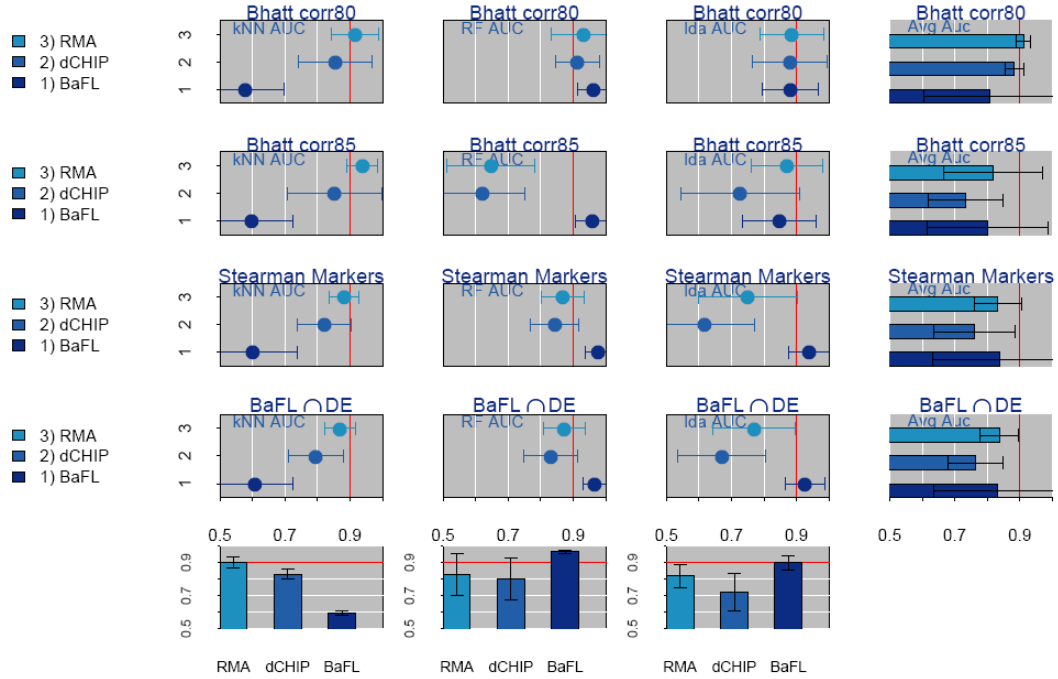 Bhatt corr80 Bhatt corr80 Bhatt corr80 Bhatt corr80
kNN AUC RF AUC lda AUC Avg Auc
3) RMA 3
2) dCHIP 2
1) BaFL 1
Bhatt corr85 Bhatt corr85 Bhatt corr85 Bhatt corr85
kNN AUC RF AUC lda AUC Avg Auc
3) RMA 3
2) dCHIP 2
1) BaFL 1
Stearman Markers Stearman Markers Stearman Markers Stearman Markers
kNN AUC RF AUC lda AUC Avg Auc
3) RMA 3
2) dCHIP 2
1) BaFL 1
BaFL ∩ DE BaFL ∩ DE BaFL ∩ DE BaFL ∩ DE
kNN AUC RF AUC lda AUC Avg Auc
3) RMA 3
2) dCHIP 2
1) BaFL 1
0.5 0.7 0.9 0.5 0.7 0.9 0.5 0.7 0.9 0.5 0.7 0.9
0.9 0.9 0.9
0.7 0.7 0.7
0.5 0.5 0.5
RMA dCHIP BaFL RMA dCHIP BaFL RMA dCHIP BaFL